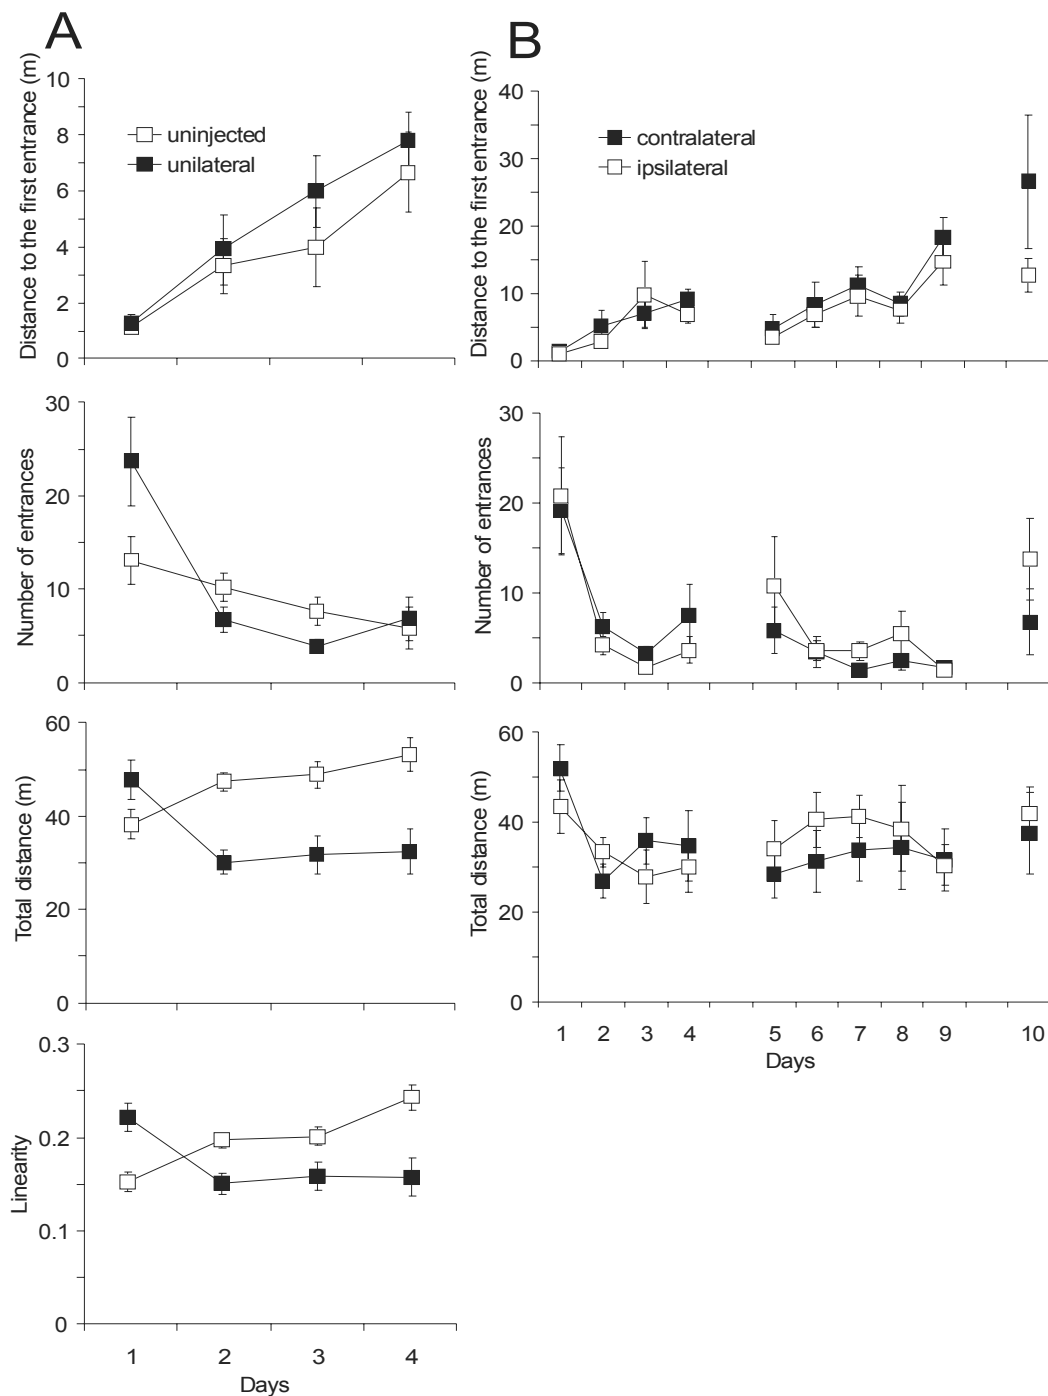 A
Distance to the first entrance (m)
10
8
6
4
2
0
uninjected
unilateral
Number of entrances
30
20
10
0
Total distance (m)
60
40
20
0
Linearity
0.3
0.2
0.1
0
1 2 3 4
Days
B
Distance to the first entrance (m)
40
30
20
10
0
contralateral
ipsilateral
Number of entrances
30
20
10
0
Total distance (m)
60
40
20
0
1 2 3 4 5 6 7 8 9 10
Days